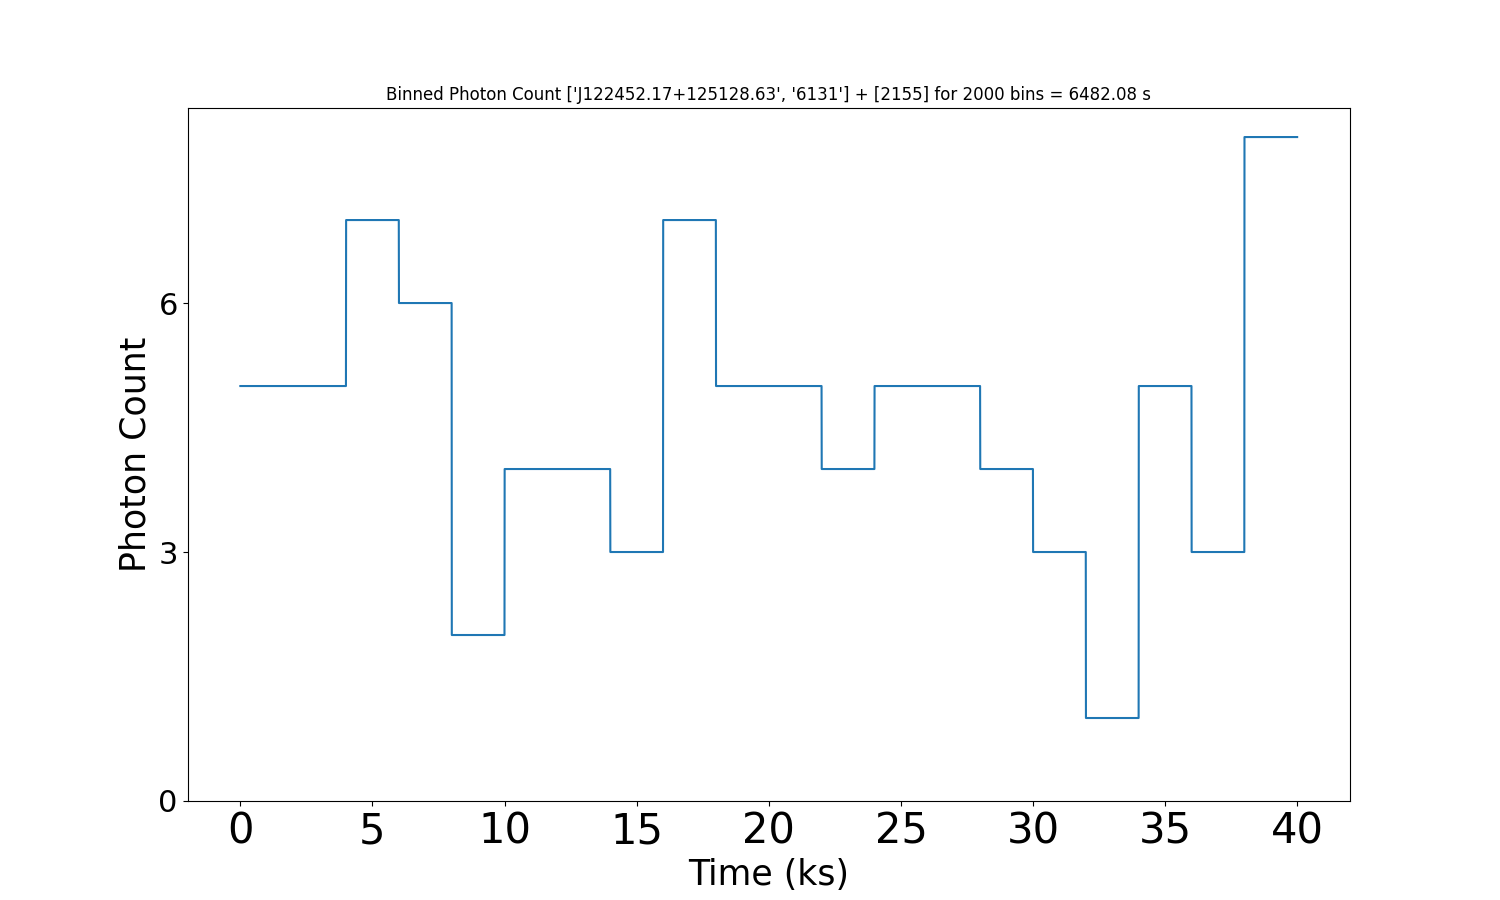 Binned Photon Count ['J122452.17+125128.63', '6131'] + [2155] for 2000 bins = 6482.08 s
Photon Count
6
3
0
0 5 10 15 20 25 30 35 40
Time (ks)